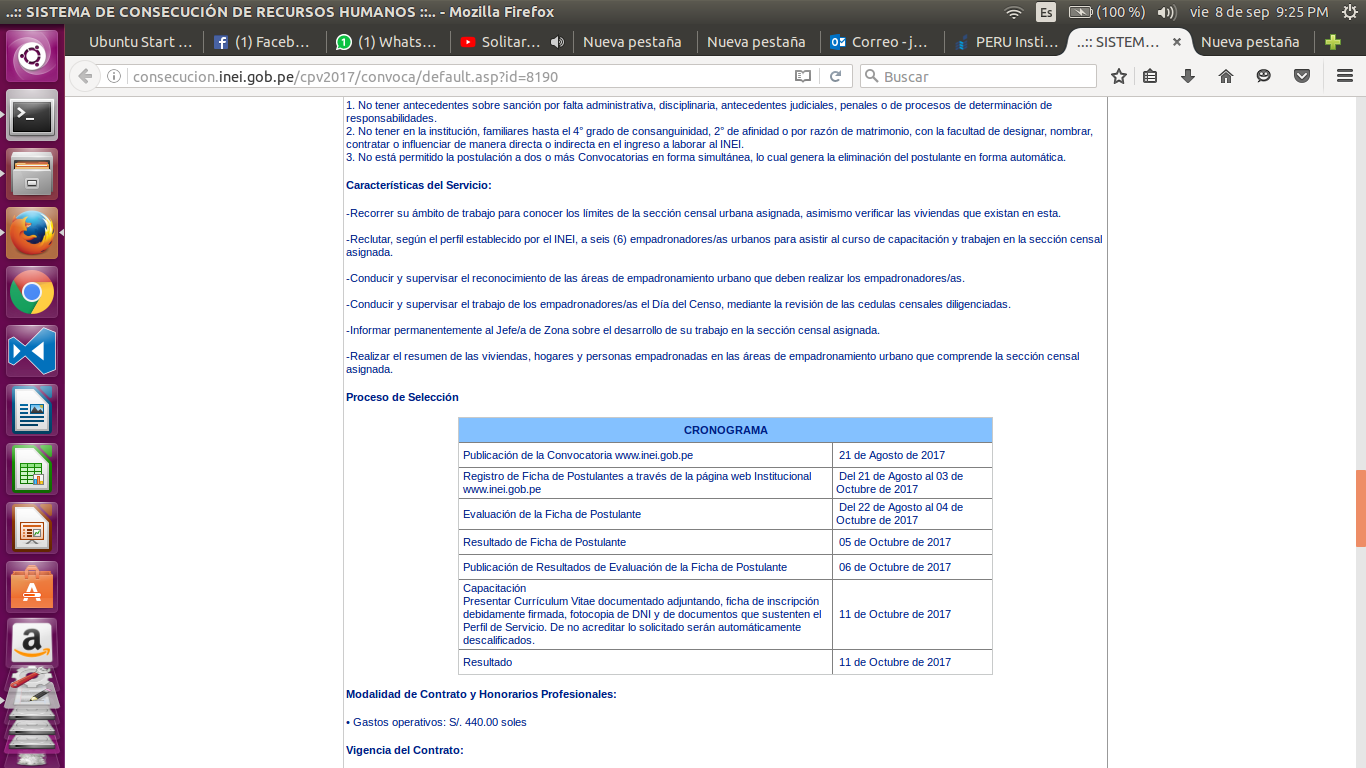 ..:: SISTEMA DE CONSECUCIÓN DE RECURSOS HUMANOS ::.. - Mozilla Firefox
Es (100 %) vie 8 de sep 9:25 PM
Ubuntu Start ... (1) Faceb... (1) Whats... Solitar... Nueva pestaña Nueva pestaña Correo - j... PERU Insti... ..:: SISTEM... Nueva pestaña
consecucion.inei.gob.pe/cpv2017/convoca/default.asp?id=8190 Buscar
1. No tener antecedentes sobre sanción por falta administrativa, disciplinaria, antecedentes judiciales, penales o de procesos de determinación de
responsabilidades.
2. No tener en la institución, familiares hasta el 4° grado de consanguinidad, 2° de afinidad o por razón de matrimonio, con la facultad de designar, nombrar,
contratar o influenciar de manera directa o indirecta en el ingreso a laborar al INEI.
3. No está permitido la postulación a dos o más Convocatorias en forma simultánea, lo cual genera la eliminación del postulante en forma automática.
Características del Servicio:
-Recorrer su ámbito de trabajo para conocer los límites de la sección censal urbana asignada, asimismo verificar las viviendas que existan en esta.
-Reclutar, según el perfil establecido por el INEI, a seis (6) empadronadores/as urbanos para asistir al curso de capacitación y trabajen en la sección censal
asignada.
-Conducir y supervisar el reconocimiento de las áreas de empadronamiento urbano que deben realizar los empadronadores/as.
-Conducir y supervisar el trabajo de los empadronadores/as el Día del Censo, mediante la revisión de las cedulas censales diligenciadas.
-Informar permanentemente al Jefe/a de Zona sobre el desarrollo de su trabajo en la sección censal asignada.
-Realizar el resumen de las viviendas, hogares y personas empadronadas en las áreas de empadronamiento urbano que comprende la sección censal
asignada.
Proceso de Selección
CRONOGRAMA
Publicación de la Convocatoria www.inei.gob.pe 21 de Agosto de 2017
Registro de Ficha de Postulantes a través de la página web Institucional
www.inei.gob.pe
Del 21 de Agosto al 03 de
Octubre de 2017
Evaluación de la Ficha de Postulante
Del 22 de Agosto al 04 de
Octubre de 2017
Resultado de Ficha de Postulante 05 de Octubre de 2017
Publicación de Resultados de Evaluación de la Ficha de Postulante 06 de Octubre de 2017
Capacitación
Presentar Currículum Vitae documentado adjuntando, ficha de inscripción
debidamente firmada, fotocopia de DNI y de documentos que sustenten el
Perfil de Servicio. De no acreditar lo solicitado serán automáticamente
descalificados.
11 de Octubre de 2017
Resultado 11 de Octubre de 2017
Modalidad de Contrato y Honorarios Profesionales:
• Gastos operativos: S/. 440.00 soles
Vigencia del Contrato: